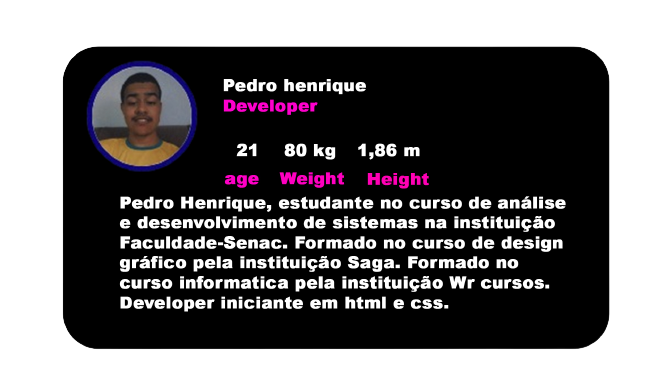 Pedro henrique
Developer
21 80 kg 1,86 m
age Weight Height
Pedro Henrique, estudante no curso de análise
e desenvolvimento de sistemas na instituição
Faculdade-Senac. Formado no curso de design
gráfico pela instituição Saga. Formado no
curso informatica pela instituição Wr cursos.
Developer iniciante em html e css.